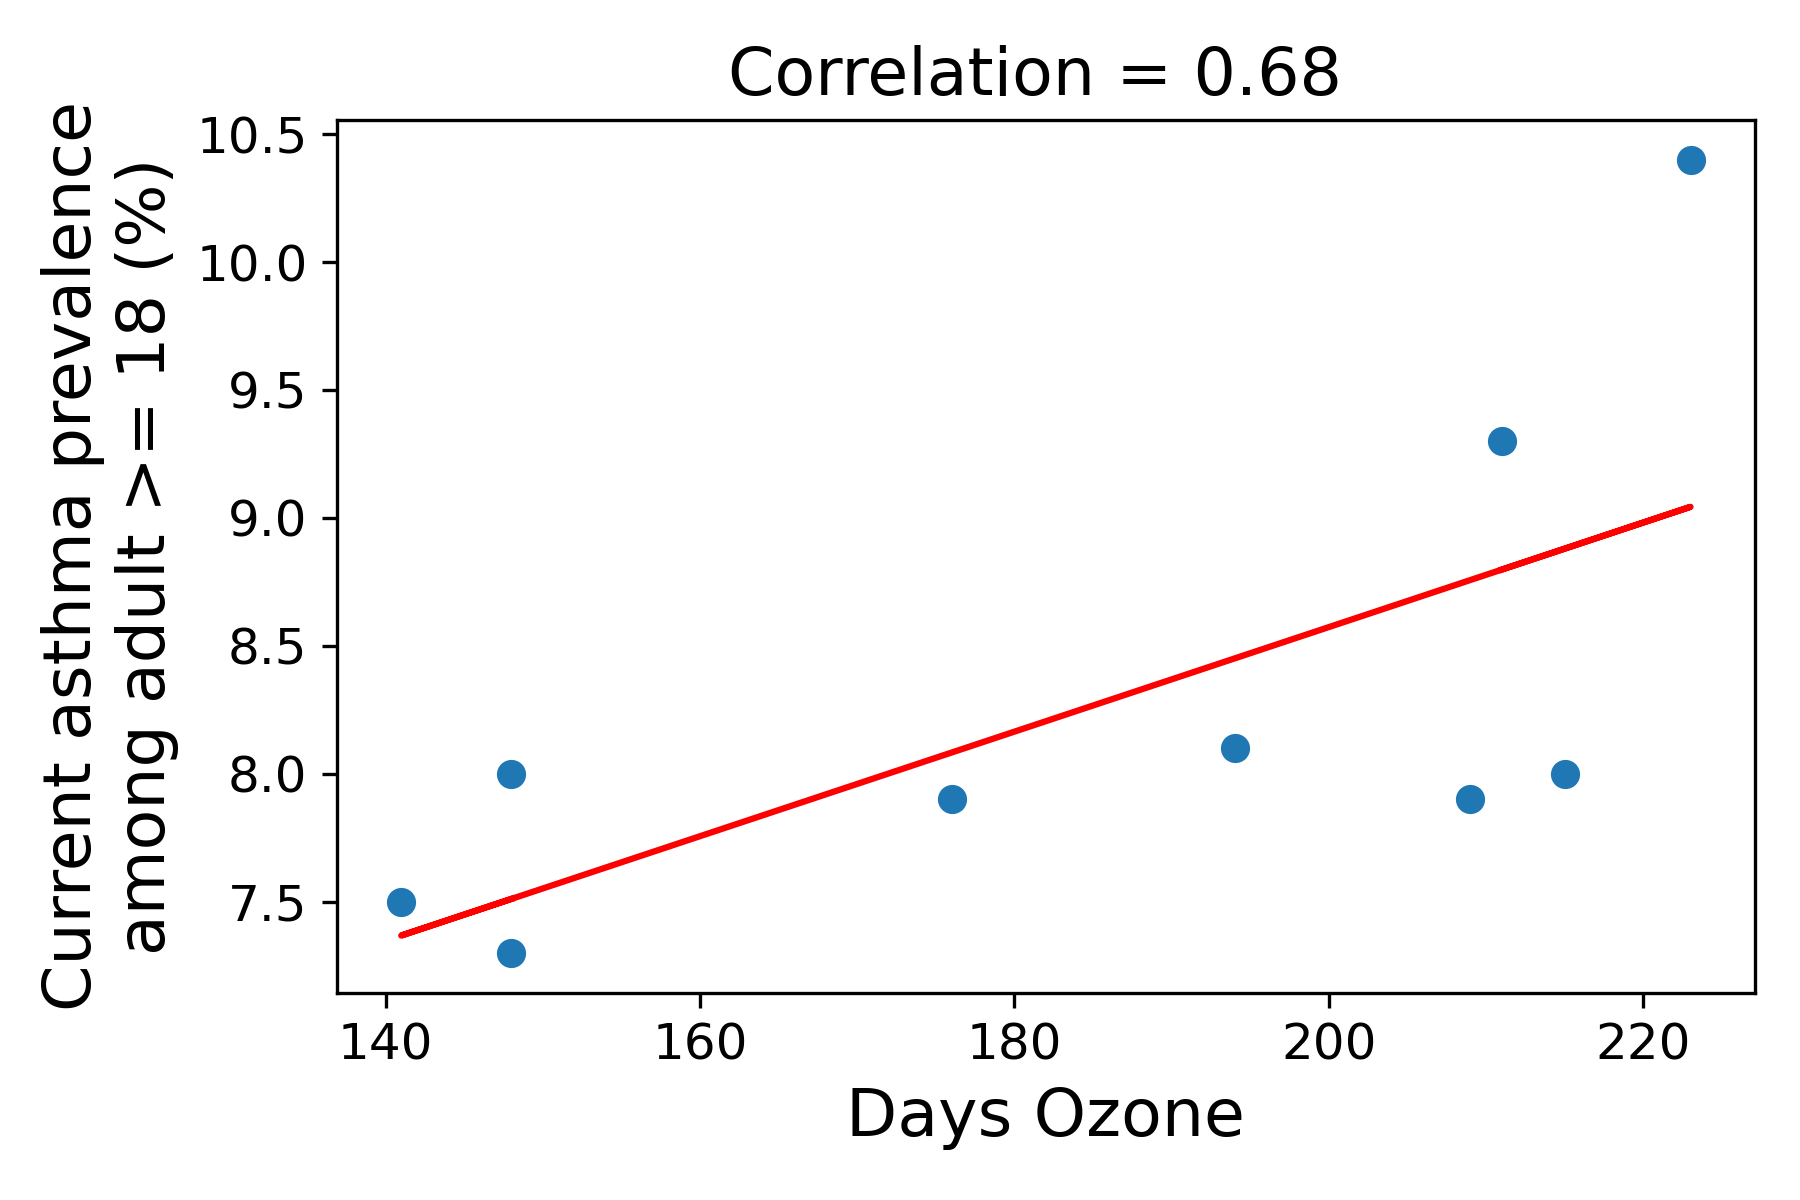 Correlation = 0.68
Current asthma prevalence
among adult >= 18 (%)
10.5
10.0
9.5
9.0
8.5
8.0
7.5
140 160 180 200 220
Days Ozone